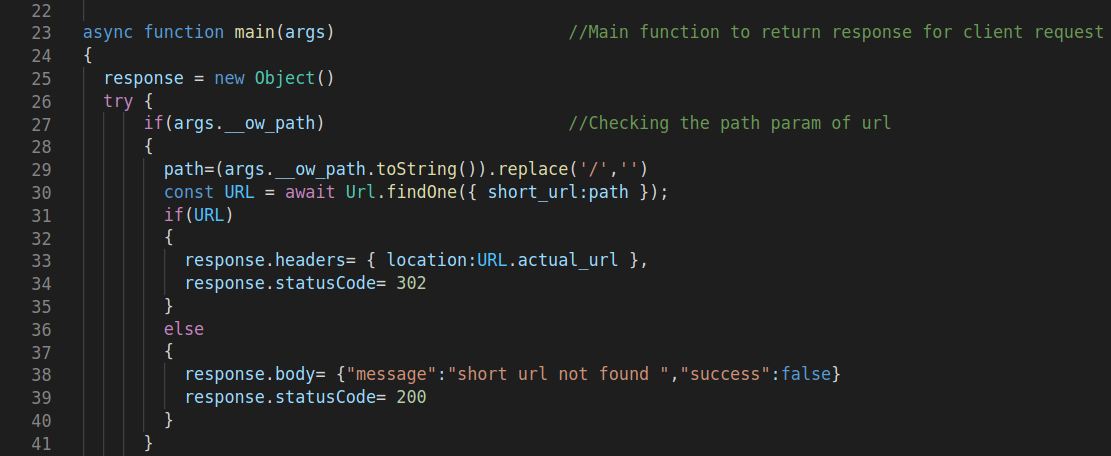 22
23 async function main(args) //Main function to return response for client request
24 {
25 response = new Object()
26 try {
27 if(args.__ow_path) //Checking the path param of url
28 {
29 path=(args.__ow_path.toString()).replace('/','')
30 const URL = await Url.findOne({ short_url:path });
31 if(URL)
32 {
33 response.headers= { location:URL.actual_url },
34 response.statusCode= 302
35 }
36 else
37 {
38 response.body= {"message":"short url not found ","success":false}
39 response.statusCode= 200
40 }
41 }